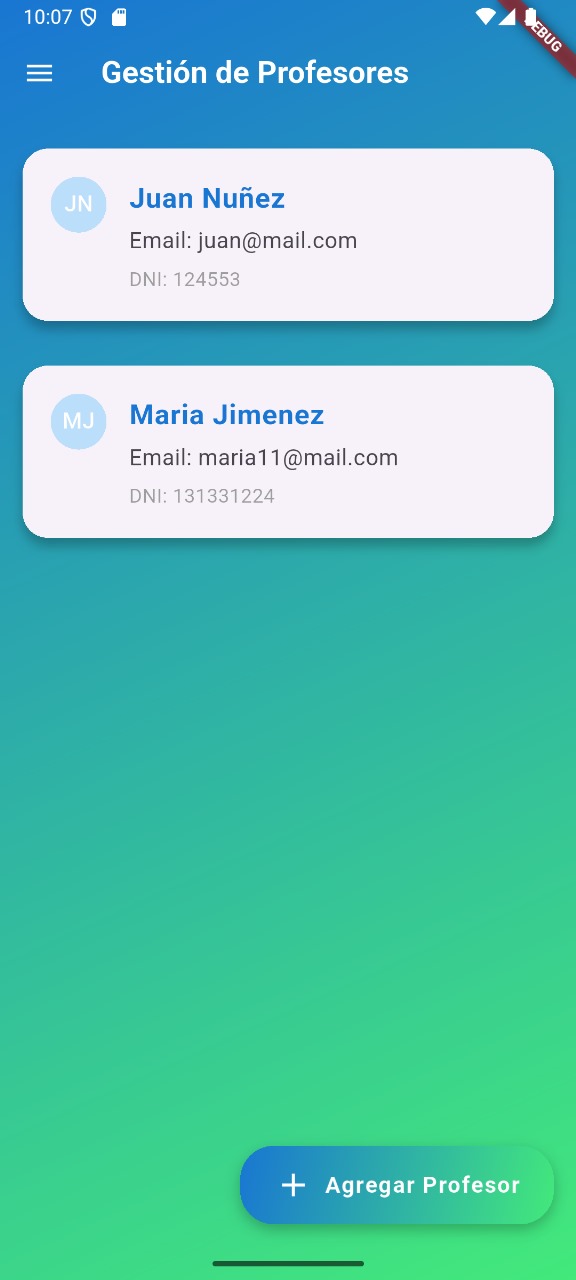 10:07
Gestión de Profesores
JN
Juan Nuñez
Email: juan@mail.com
DNI: 124553
MJ
Maria Jimenez
Email: maria11@mail.com
DNI: 131331224
Agregar Profesor